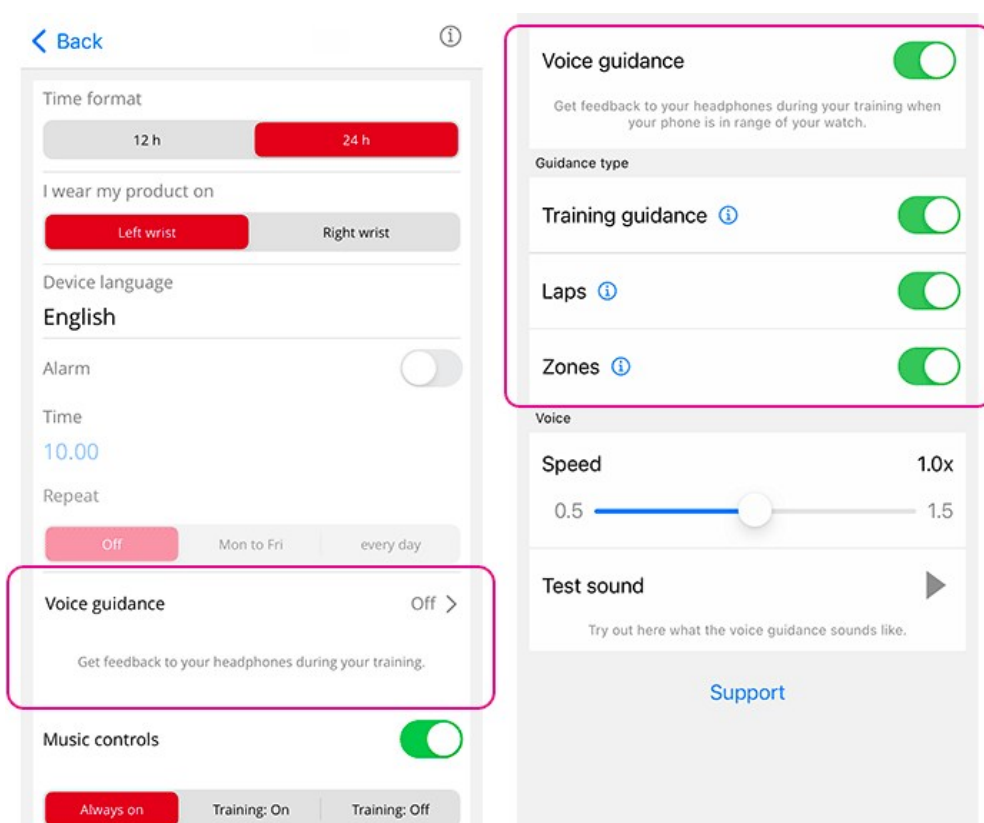 Back
Time format
12 h
24 h
I wear my product on
Left wrist
Right wrist
Device language
English
Alarm
Time
10.00
Repeat
Off
Mon to Fri
every day
Voice guidance
Off
Get feedback to your headphones during your training.
Music controls
Always on
Training: On
Training: Off
Voice guidance
Get feedback to your headphones during your training when
your phone is in range of your watch.
Guidance type
Training guidance
Laps
Zones
Voice
Speed
1.0x
0.5
1.5
Test sound
Try out here what the voice guidance sounds like.
Support